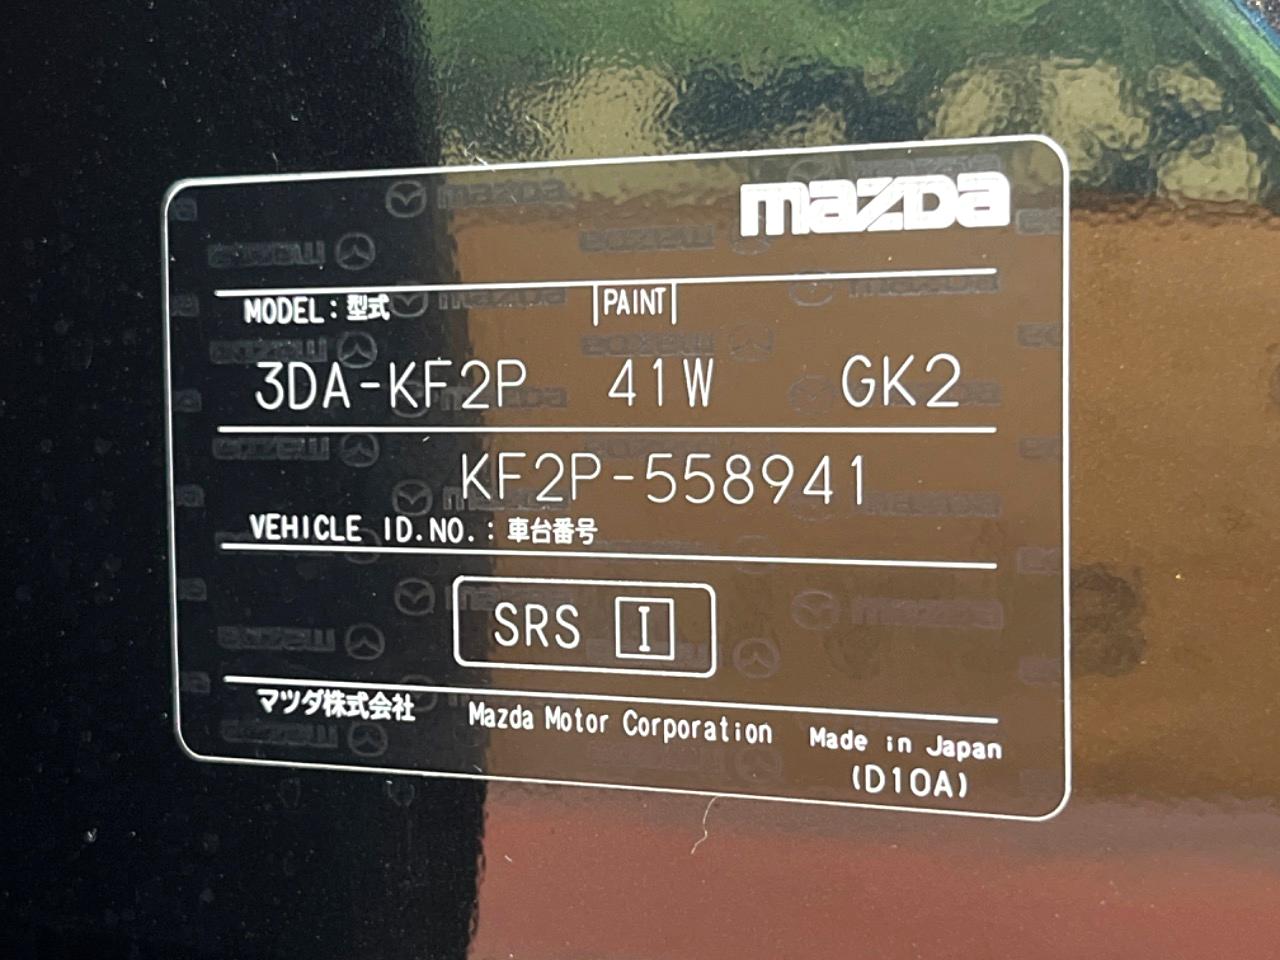 mazda
MODEL：型式 PAINT
3DA-KF2P 41W GK2
KF2P-558941
VEHICLE ID.NO.：車台番号
SRS I
マツダ株式会社 Mazda Motor Corporation Made in Japan
(D10A)